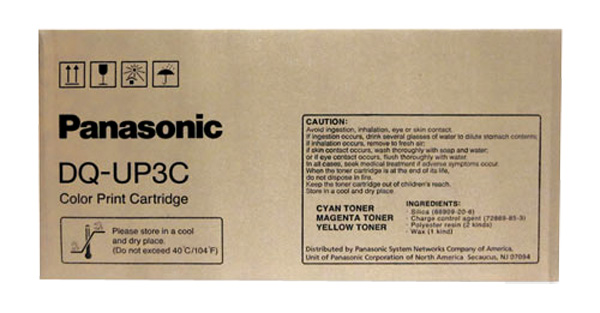 Panasonic
DQ-UP3C
Color Print Cartridge
Please store in a cool
and dry place.
(Do not exceed 40°C/104°F)
CAUTION:
Avoid ingestion, inhalation, eye or skin contact.
If ingestion occurs, drink several glasses of water to dilute stomach contents;
if inhalation occurs, remove to fresh air;
if skin contact occurs, wash thoroughly with soap and water;
or if eye contact occurs, flush thoroughly with water.
In all cases, seek medical treatment if adverse symptoms occur.
When the toner cartridge is at the end of its life,
do not dispose in fire.
Keep the toner cartridge out of children's reach.
Store in a cool and dry place.
CYAN TONER
MAGENTA TONER
YELLOW TONER
INGREDIENTS:
· Silica
· Charge control agent
· Polyester resin (2 kinds)
· Wax (1 kind)
Distributed by Panasonic System Networks Company of America,
Unit of Panasonic Corporation of North America Secaucus, NJ 07094